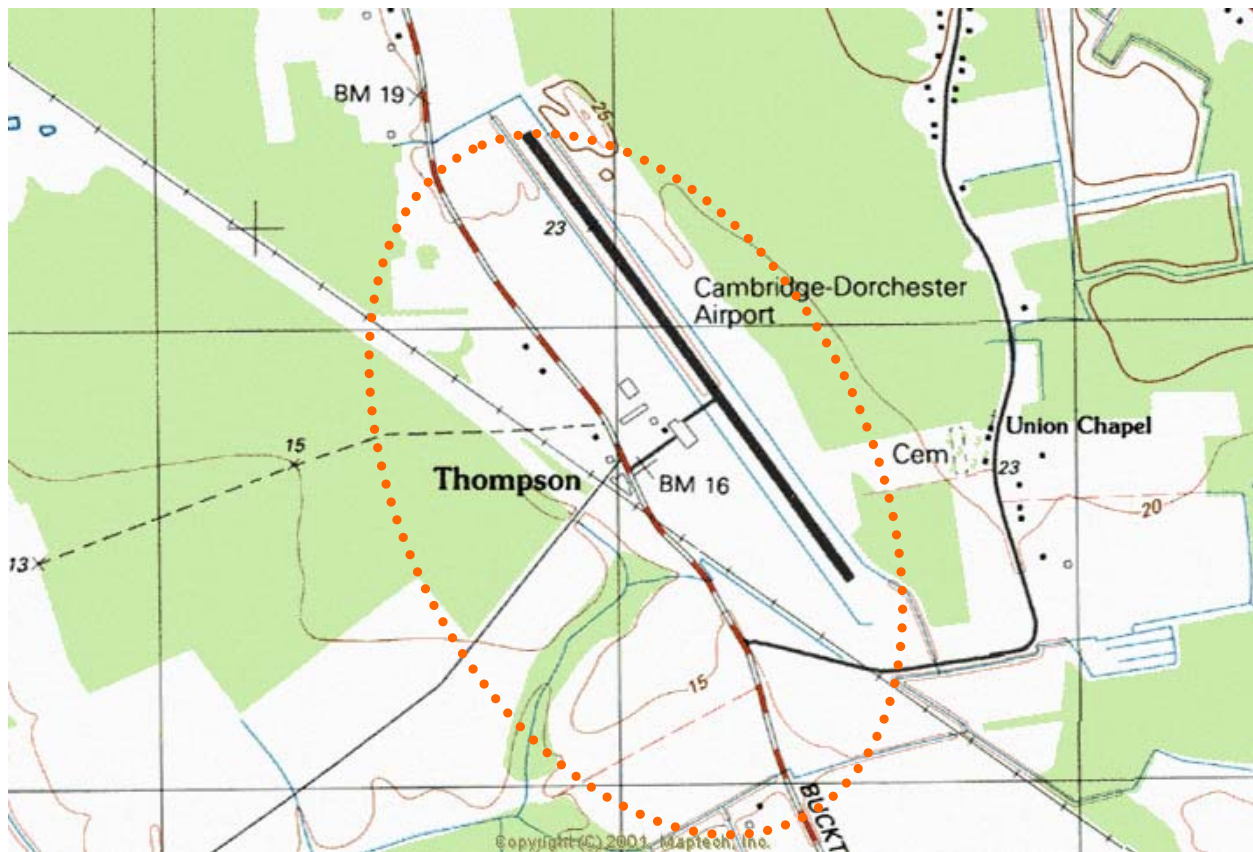 BM 19
25
23
Cambridge-Dorchester
Airport
15
Union Chapel
Cem
23
Thompson
BM 16
20
13
15
BUCKT
Copyright (C) 2001, Maptech, Inc.